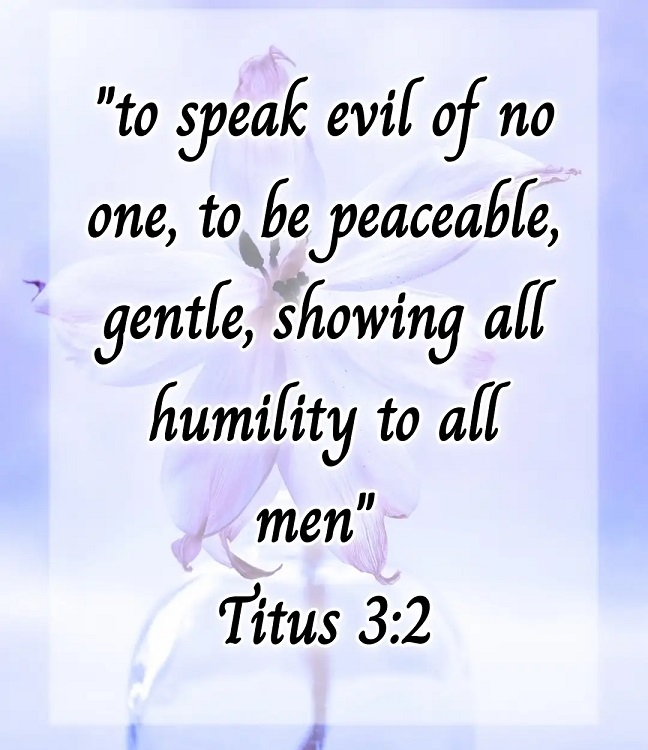 "to speak evil of no
one, to be peaceable,
gentle, showing all
humility to all
men"
Titus 3:2